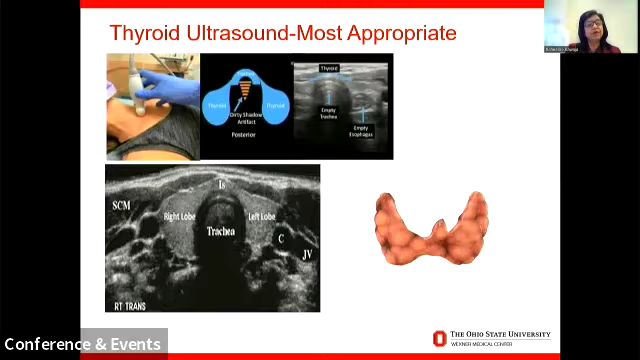 Thyroid Ultrasound-Most Appropriate
Thyroid
Thyroid
Thyroid
Dirty Shadow
Artifact
Posterior
Empty
Trachea
Empty
Esophagus
Is
SCM
Right Lobe
Left Lobe
Trachea
C
JV
RT TRANS
THE OHIO STATE UNIVERSITY
WEXNER MEDICAL CENTER
Conference & Events